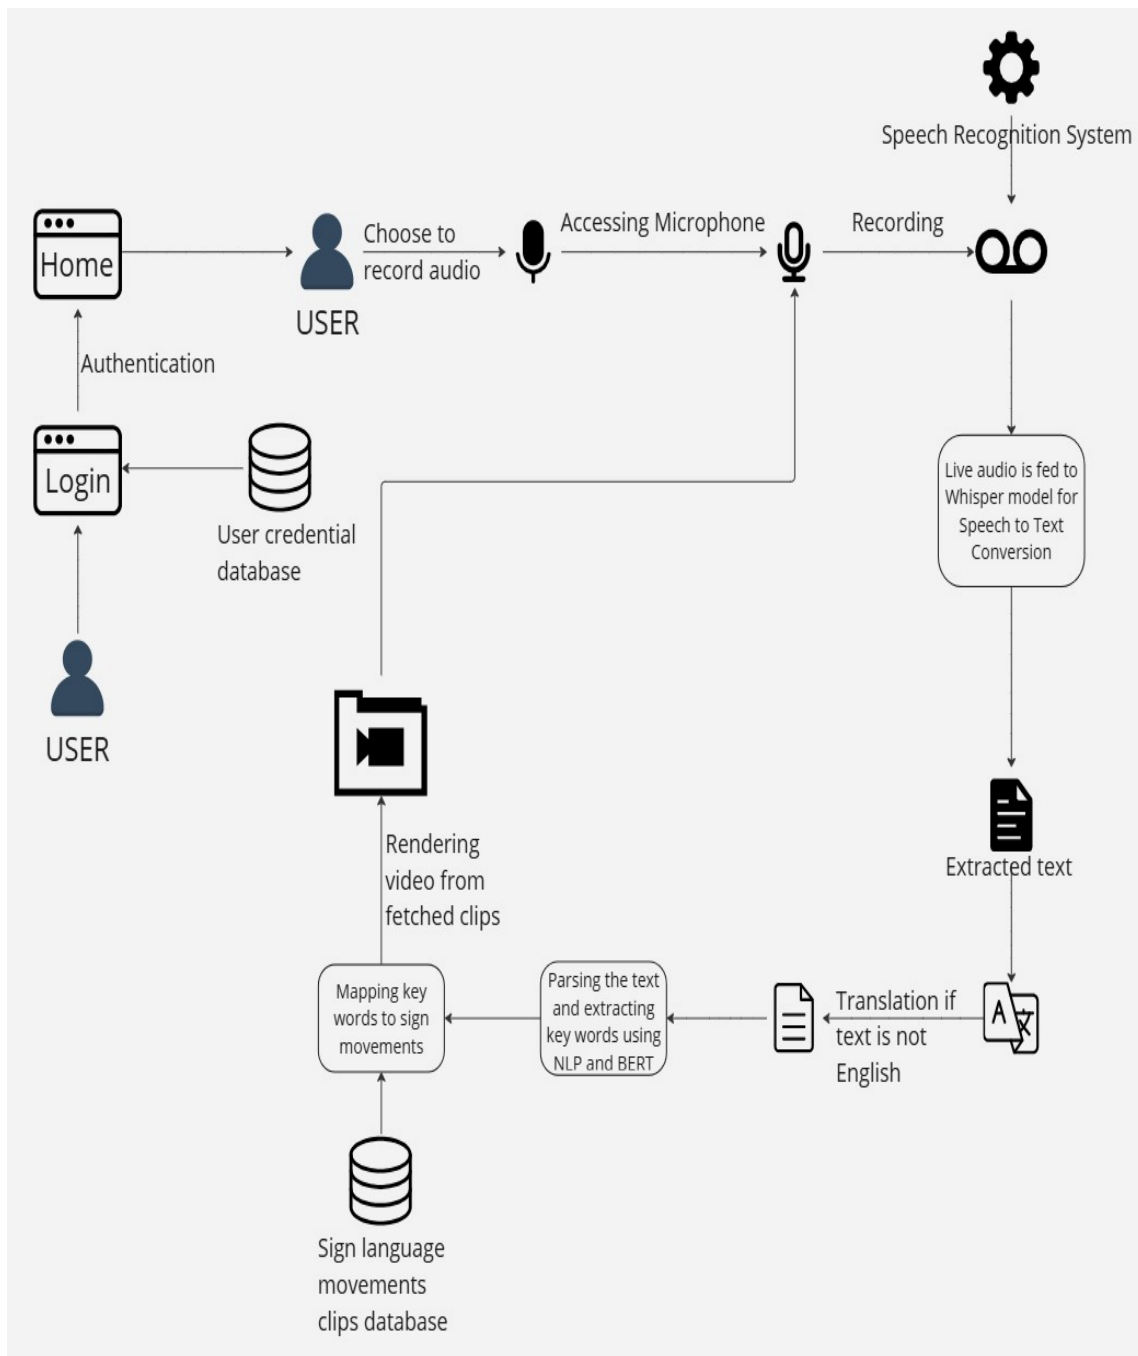 Speech Recognition System
Home
USER
Choose to
record audio
Accessing Microphone
Recording
Authentication
Login
User credential
database
USER
Live audio is fed to
Whisper model for
Speech to Text
Conversion
Extracted text
A 文
Translation if
text is not
English
Parsing the text
and extracting
key words using
NLP and BERT
Mapping key
words to sign
movements
Rendering
video from
fetched clips
Sign language
movements
clips database